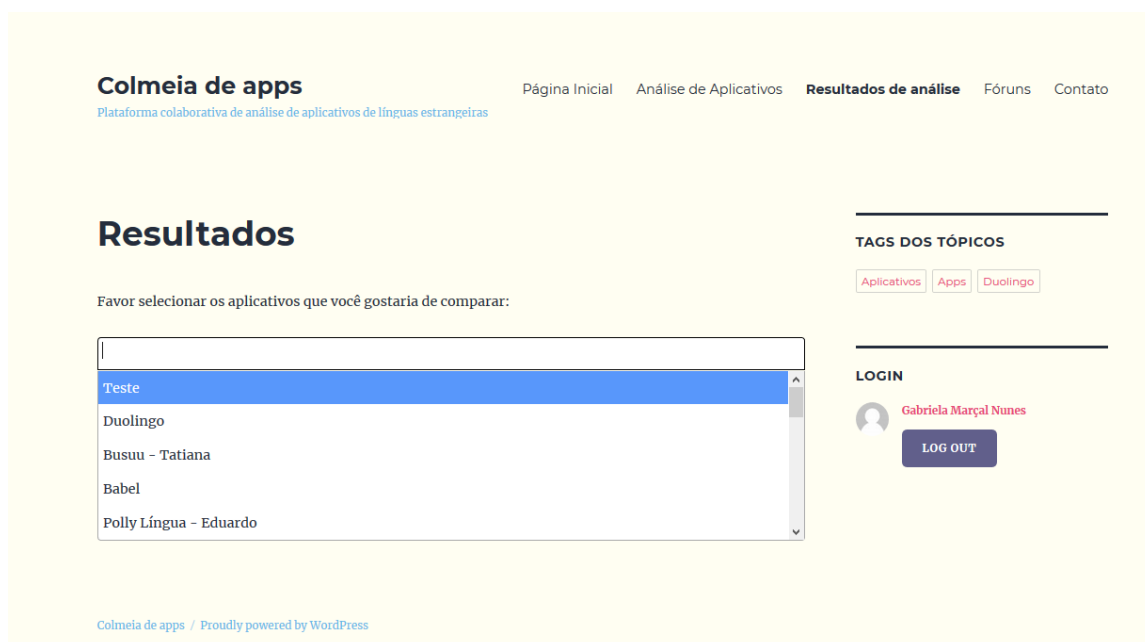 Colmeia de apps
Plataforma colaborativa de análise de aplicativos de línguas estrangeiras
Página Inicial Análise de Aplicativos Resultados de análise Fóruns Contato
Resultados
Favor selecionar os aplicativos que você gostaria de comparar:
Teste
Duolingo
Busuu - Tatiana
Babel
Polly Língua - Eduardo
TAGS DOS TÓPICOS
Aplicativos Apps Duolingo
LOGIN
Gabriela Marçal Nunes
LOG OUT
Colmeia de apps / Proudly powered by WordPress